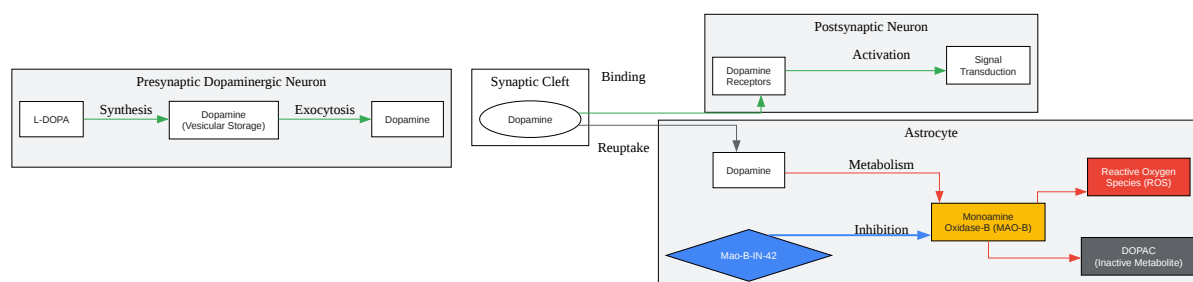 Presynaptic Dopaminergic Neuron
L-DOPA
Synthesis
Dopamine
(Vesicular Storage)
Exocytosis
Dopamine
Synaptic Cleft
Dopamine
Binding
Reuptake
Postsynaptic Neuron
Dopamine
Receptors
Activation
Signal
Transduction
Astrocyte
Dopamine
Metabolism
Mao-B-IN-42
Inhibition
Monoamine
Oxidase-B (MAO-B)
Reactive Oxygen
Species (ROS)
DOPAC
(Inactive Metabolite)